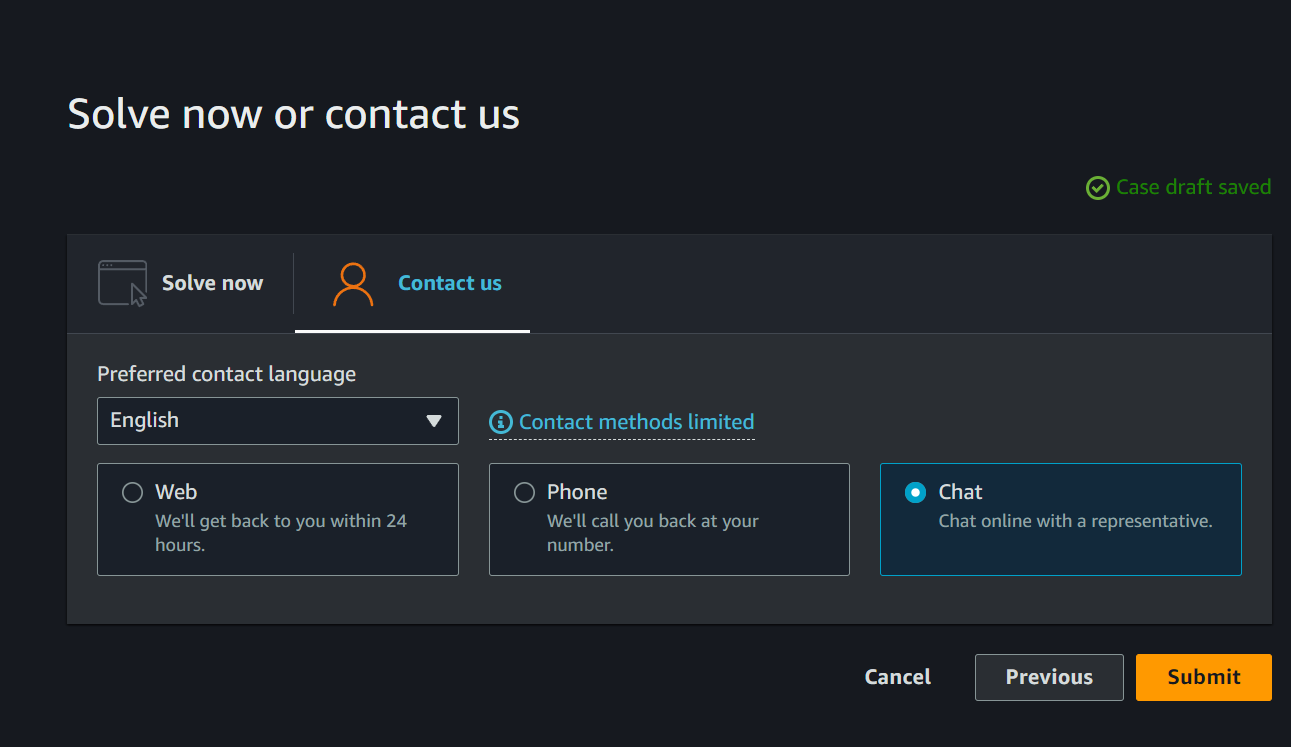 Solve now or contact us
Case draft saved
Solve now
Contact us
Preferred contact language
English
Contact methods limited
Web
We'll get back to you within 24
hours.
Phone
We'll call you back at your
number.
Chat
Chat online with a representative.
Cancel
Previous
Submit